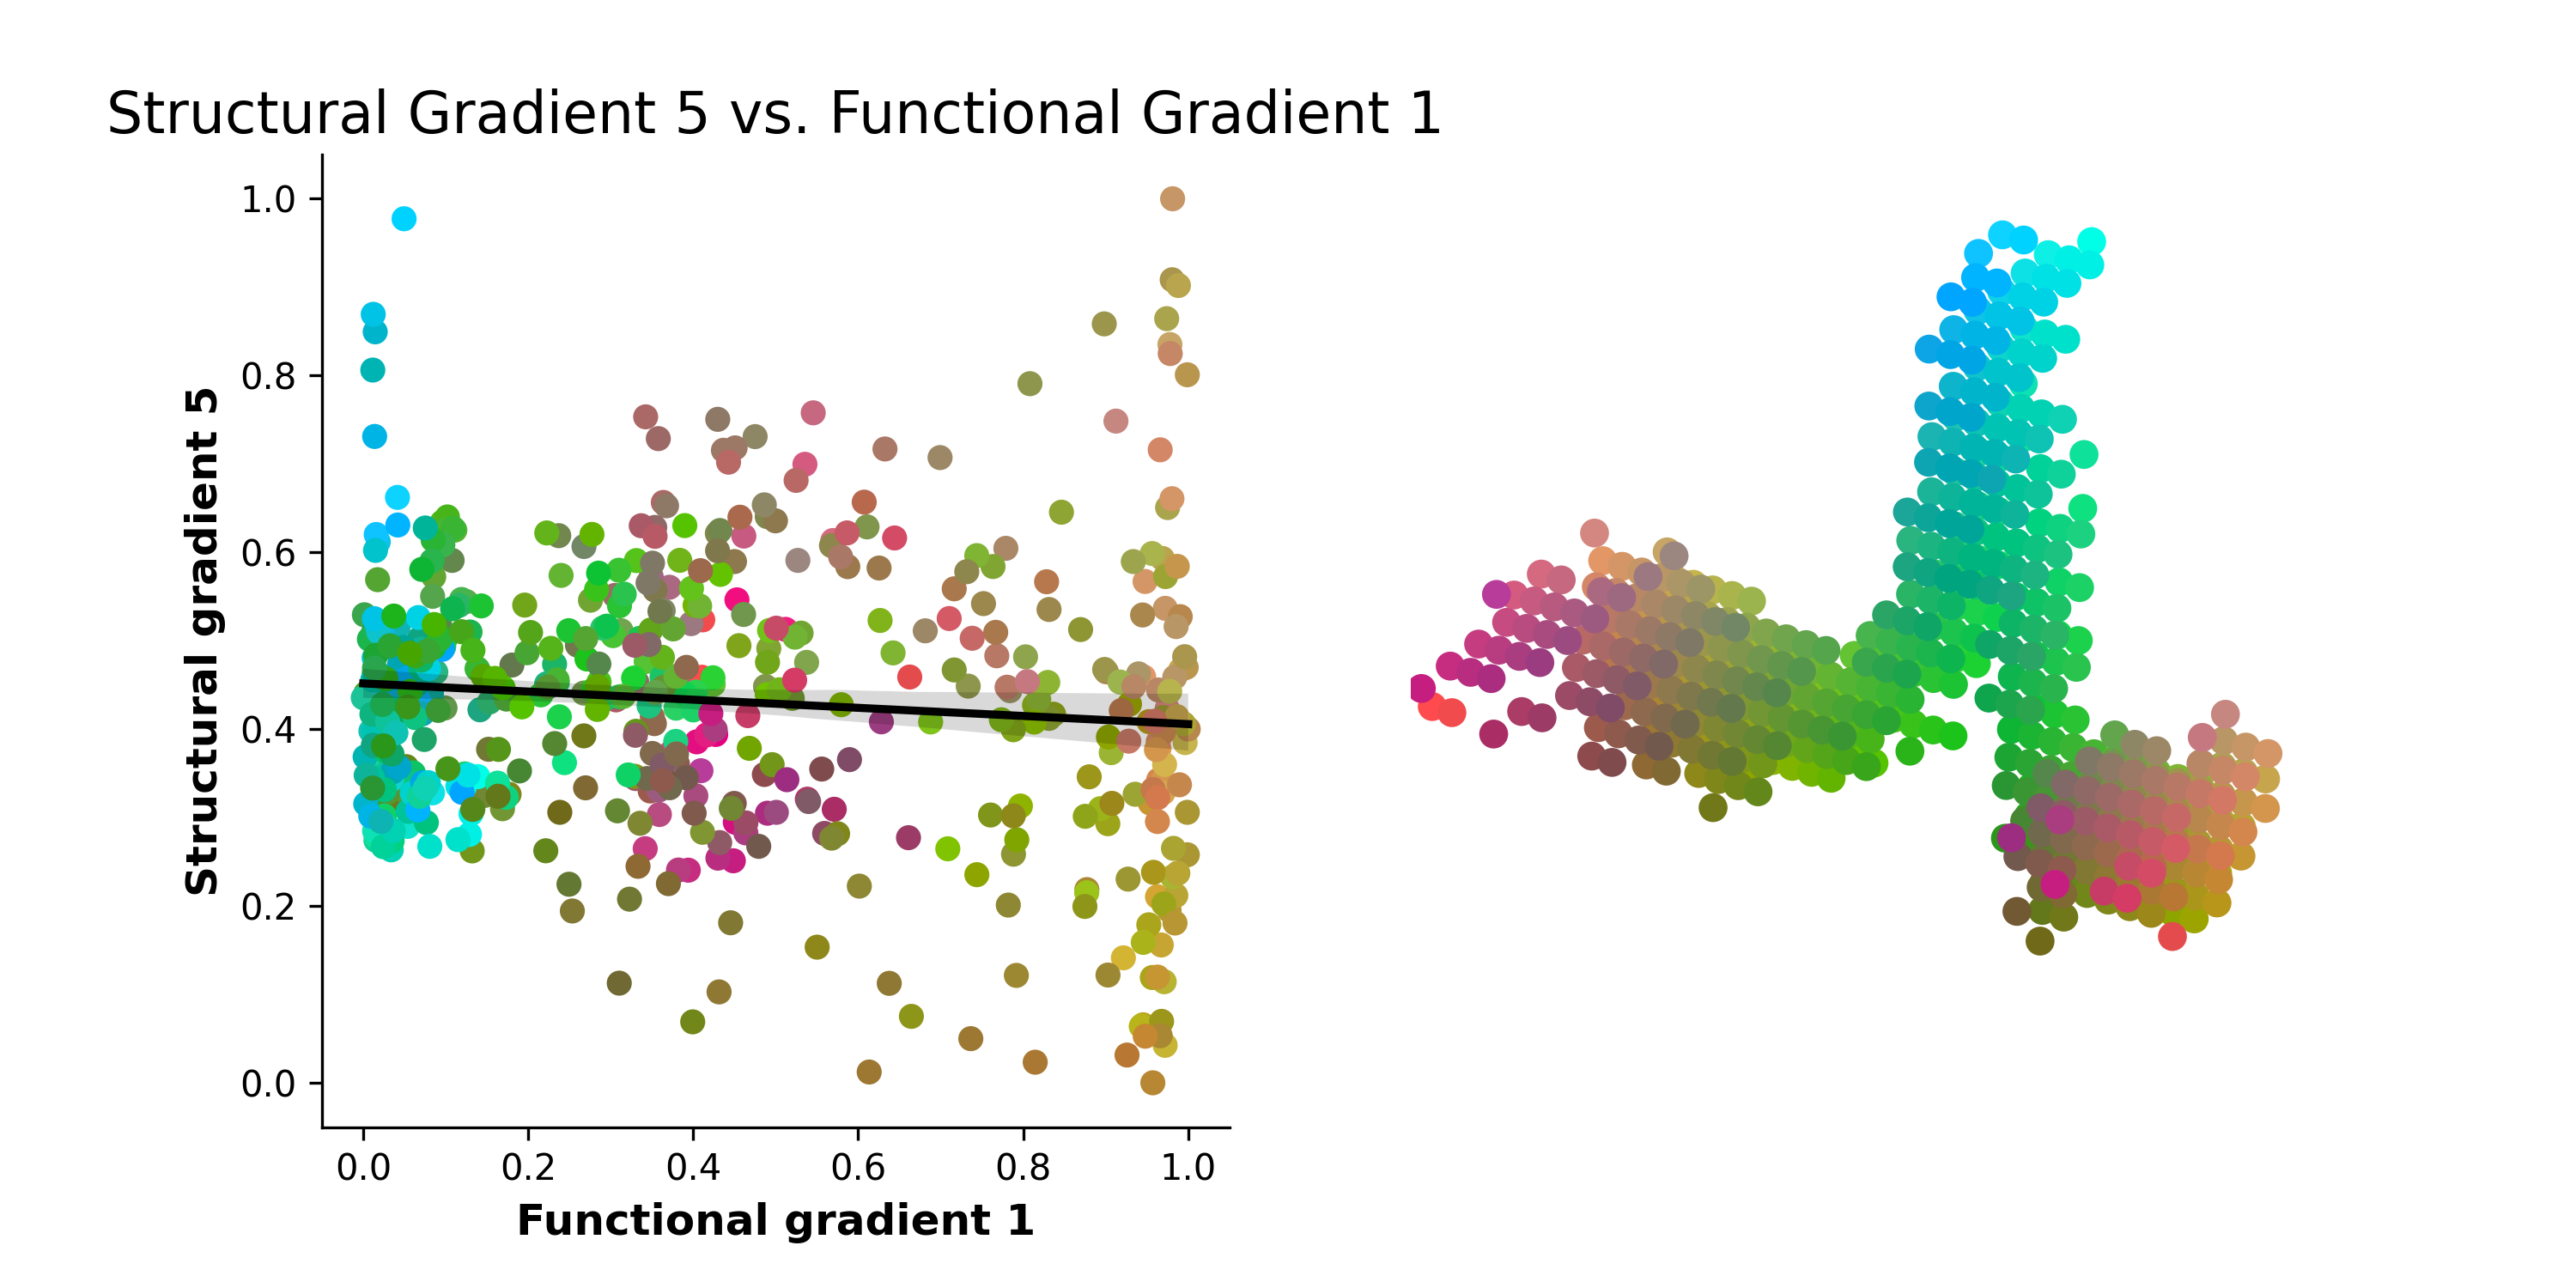 Structural Gradient 5 vs. Functional Gradient 1
Structural gradient 5
1.0
0.8
0.6
0.4
0.2
0.0
0.0 0.2 0.4 0.6 0.8 1.0
Functional gradient 1